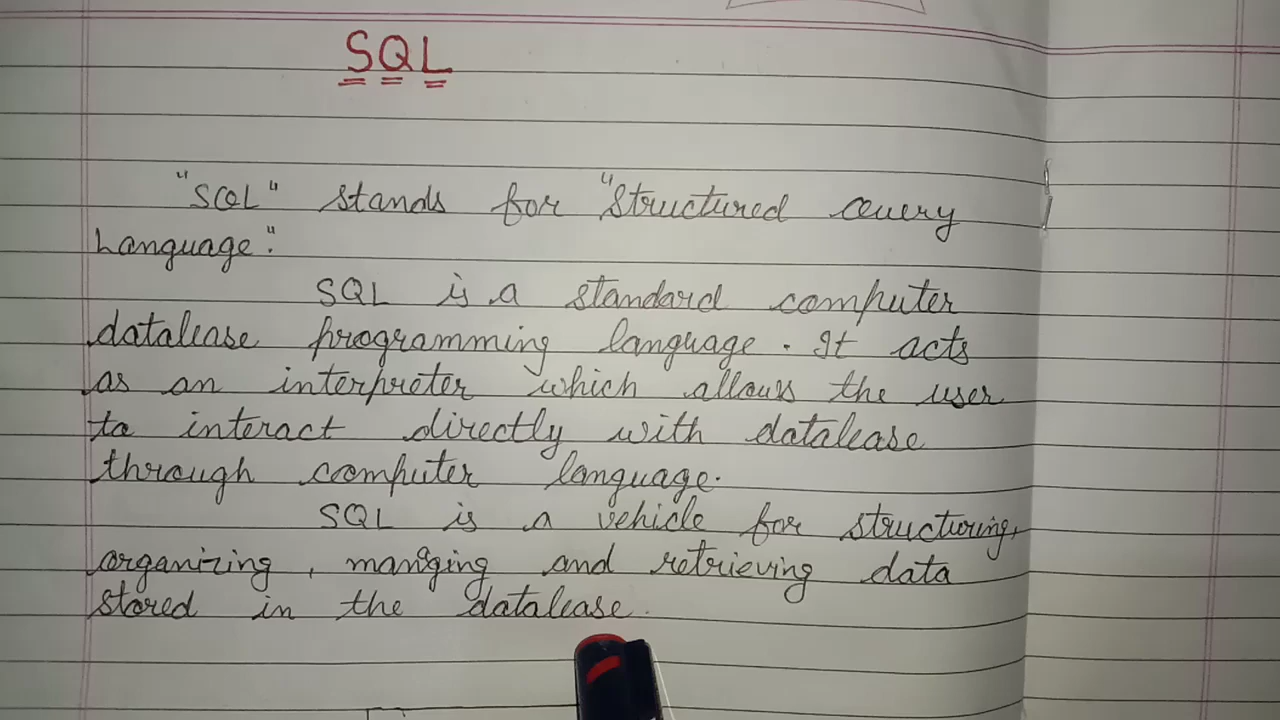 SQL
"SQL" stands for "structured Query
Language".
SQL is a standard computer
database programming language. It acts
as an interpreter which allows the user
to interact directly with database
through computer language.
SQL is a vehicle for structuring,
organizing, managing and retrieving data
stored in the database.